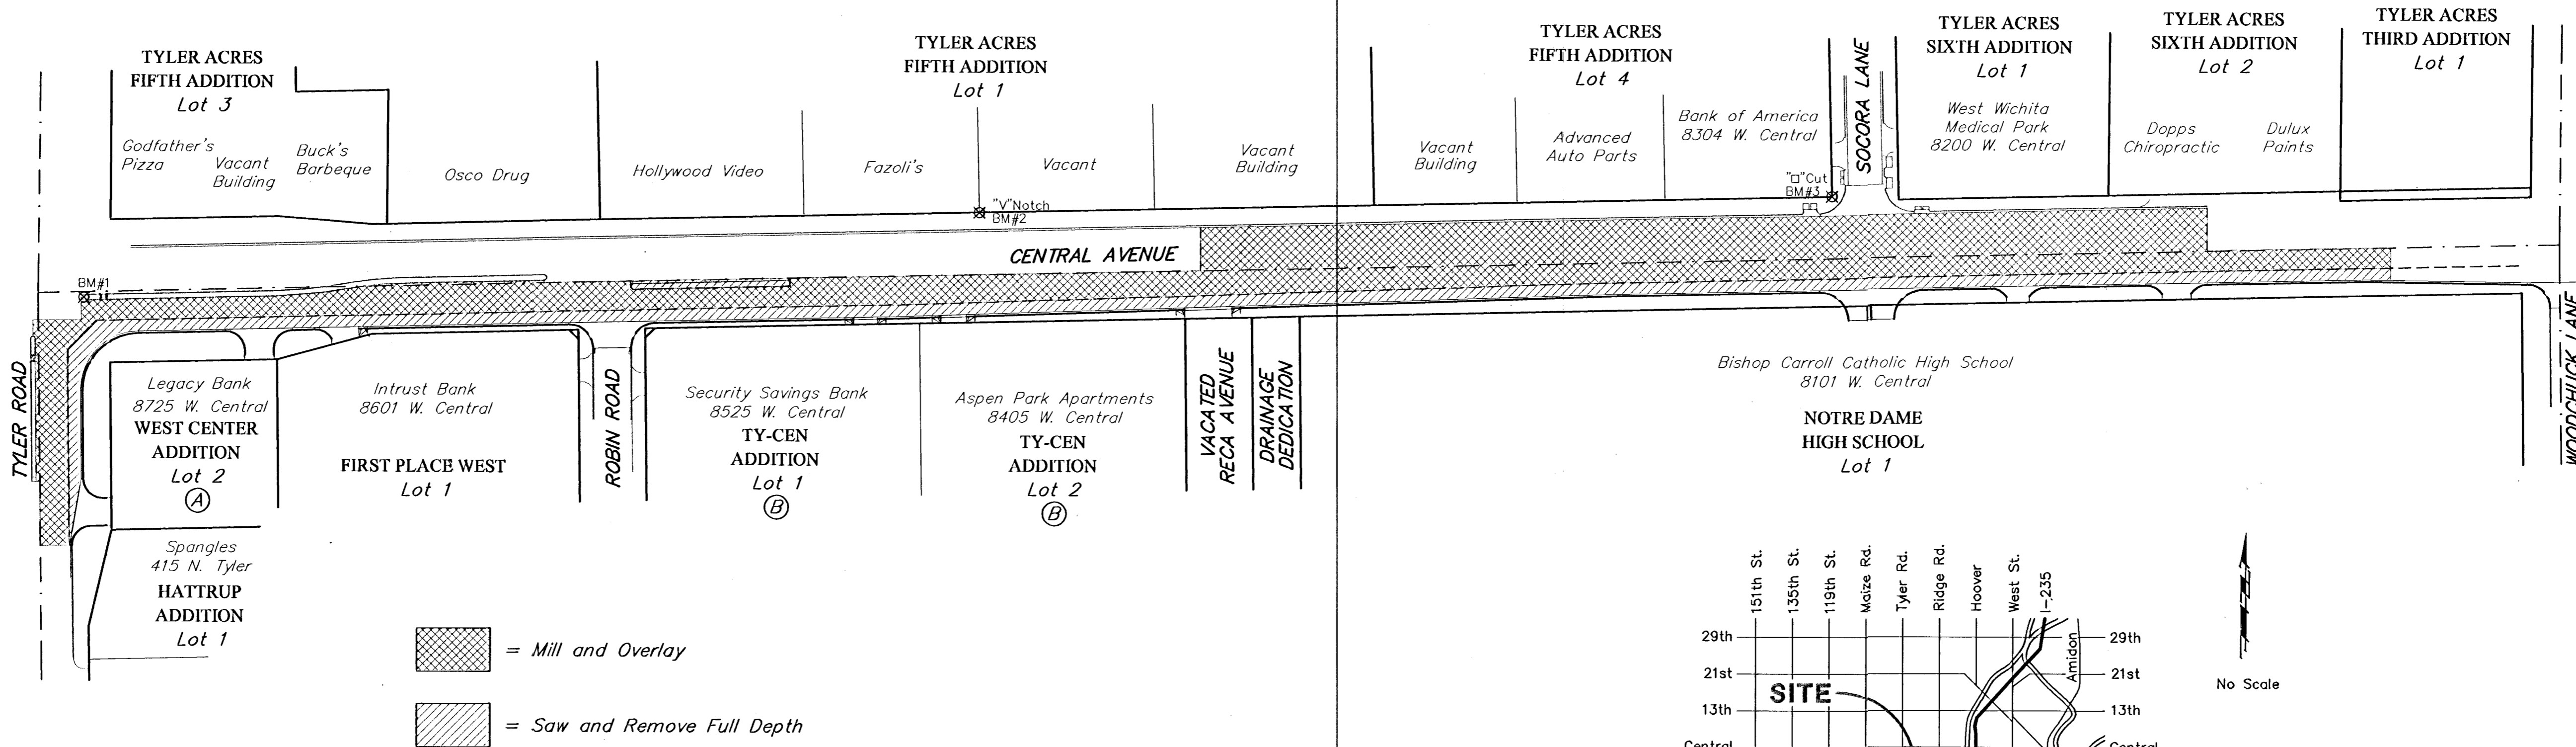 TYLER ACRES
FIFTH ADDITION
Lot 3
Godfather's
Pizza
Vacant
Building
Buck's
Barbeque
Osco Drug
TYLER ACRES
FIFTH ADDITION
Lot 1
Hollywood Video
Fazoli's
Vacant
Vacant
Building
"V"Notch
BM#2
TYLER ACRES
FIFTH ADDITION
Lot 4
Vacant
Building
Advanced
Auto Parts
Bank of America
8304 W. Central
"□"Cut
BM#3
SOCORA LANE
TYLER ACRES
SIXTH ADDITION
Lot 1
West Wichita
Medical Park
8200 W. Central
TYLER ACRES
SIXTH ADDITION
Lot 2
Dopps
Chiropractic
Dulux
Paints
TYLER ACRES
THIRD ADDITION
Lot 1
CENTRAL AVENUE
BM#1
TYLER ROAD
Legacy Bank
8725 W. Central
WEST CENTER
ADDITION
Lot 2
A
Intrust Bank
8601 W. Central
FIRST PLACE WEST
Lot 1
ROBIN ROAD
Security Savings Bank
8525 W. Central
TY-CEN
ADDITION
Lot 1
B
Aspen Park Apartments
8405 W. Central
TY-CEN
ADDITION
Lot 2
B
VACATED
RECA AVENUE
DRAINAGE
DEDICATION
Bishop Carroll Catholic High School
8101 W. Central
NOTRE DAME
HIGH SCHOOL
Lot 1
WOODCHUCK LANE
Spangles
415 N. Tyler
HATTRUP
ADDITION
Lot 1
= Mill and Overlay
= Saw and Remove Full Depth
151th St.
135th St.
119th St.
Maize Rd.
Tyler Rd.
Ridge Rd.
Hoover
West St.
I-235
Amidon
29th
29th
21st
21st
SITE
13th
13th
Central
Central
No Scale